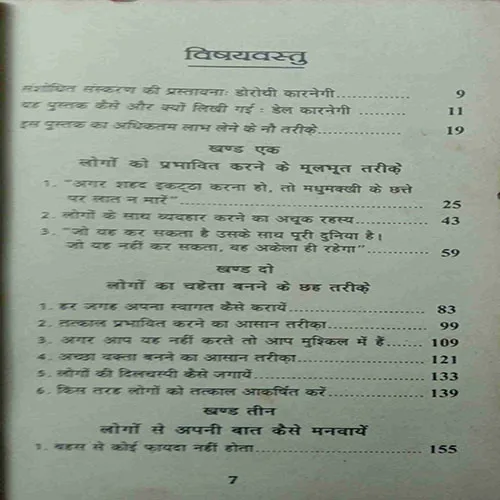 विषयवस्तु
संशोधित संस्करण की प्रस्तावना: डोरोथी कारनेगी.................. 9
यह पुस्तक कैसे और क्यों लिखी गई : डेल कारनेगी ............... 11
इस पुस्तक का अधिकतम लाभ लेने के नौ तरीक़े.................. 19
खण्ड एक
लोगों को प्रभावित करने के मूलभूत तरीक़े
1. “अगर शहद इकट्ठा करना हो, तो मधुमक्खी के छत्ते
पर लात न मारें” .................. 25
2. लोगों के साथ व्यवहार करने का अचूक रहस्य.................. 43
3. “जो यह कर सकता है उसके साथ पूरी दुनिया है।
जो यह नहीं कर सकता, वह अकेला ही रहेगा”.................. 59
खण्ड दो
लोगों का चहेता बनने के छह तरीक़े
1. हर जगह अपना स्वागत कैसे करायें .................. 83
2. तत्काल प्रभावित करने का आसान तरीक़ा.................. 99
3. अगर आप यह नहीं करते तो आप मुश्किल में हैं........ 109
4. अच्छा वक्ता बनने का आसान तरीक़ा.................. 121
5. लोगों की दिलचस्पी कैसे जगायें .................. 133
6. किस तरह लोगों को तत्काल आकर्षित करें .................. 139
खण्ड तीन
लोगों से अपनी बात कैसे मनवायें
1. बहस से कोई फ़ायदा नहीं होता.................. 155
7